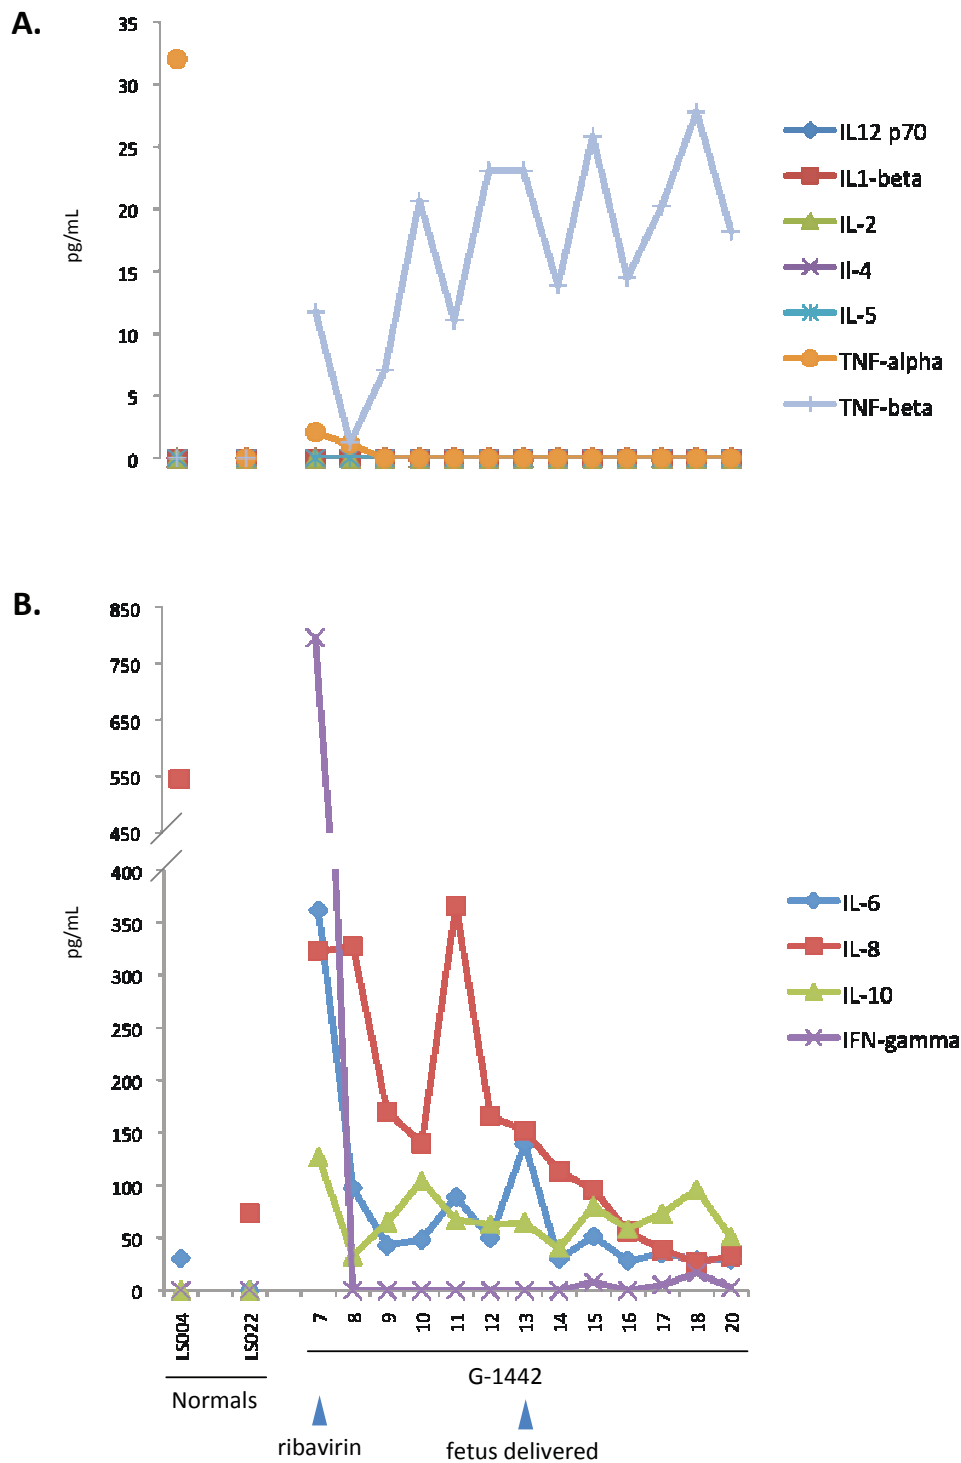 A.
35
30
25
20
15
10
5
0
pg/mL
IL12 p70
IL1-beta
IL-2
Il-4
IL-5
TNF-alpha
TNF-beta
B.
850
750
650
550
450
400
350
300
250
200
150
100
50
0
pg/mL
IL-6
IL-8
IL-10
IFN-gamma
LS004 LS022 7 8 9 10 11 12 13 14 15 16 17 18 20
Normals G-1442
ribavirin fetus delivered